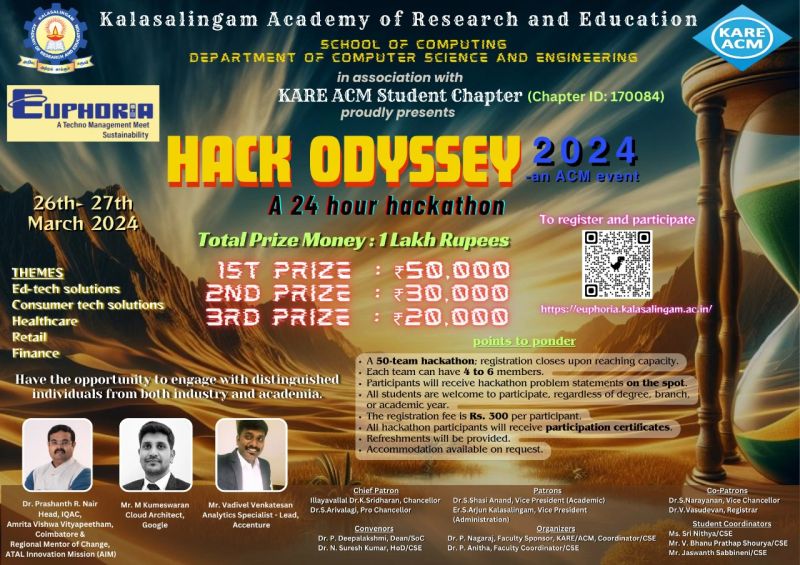 Kalasalingam Academy of Research and Education
SCHOOL OF COMPUTING
DEPARTMENT OF COMPUTER SCIENCE AND ENGINEERING
in association with
KARE ACM Student Chapter (Chapter ID: 170084)
proudly presents
KARE
ACM
EUPHORIA
A Techno Management Meet
Sustainability
HACK ODYSSEY 2024
-an ACM event
A 24 hour hackathon
26th- 27th
March 2024
Total Prize Money : 1 Lakh Rupees
1ST PRIZE : ₹50,000
2ND PRIZE : ₹30,000
3RD PRIZE : ₹20,000
To register and participate
https://euphoria.kalasalingam.ac.in/
THEMES
Ed-tech solutions
Consumer tech solutions
Healthcare
Retail
Finance
Have the opportunity to engage with distinguished
individuals from both industry and academia.
points to ponder
• A 50-team hackathon; registration closes upon reaching capacity.
• Each team can have 4 to 6 members.
• Participants will receive hackathon problem statements on the spot.
• All students are welcome to participate, regardless of degree, branch,
or academic year.
• The registration fee is Rs. 300 per participant.
• All hackathon participants will receive participation certificates.
• Refreshments will be provided.
• Accommodation available on request.
Dr. Prashanth R. Nair
Head, IQAC,
Amrita Vishwa Vityapeetham,
Coimbatore &
Regional Mentor of Change,
ATAL Innovation Mission (AIM)
Mr. M Kumeswaran
Cloud Architect,
Google
Mr. Vadivel Venkatesan
Analytics Specialist - Lead,
Accenture
Chief Patron
Illayavallal Dr.K.Sridharan, Chancellor
Dr.S.Arivalagi, Pro Chancellor
Patrons
Dr.S.Shasi Anand, Vice President (Academic)
Er.S.Arjun Kalasalingam, Vice President
(Administration)
Co-Patrons
Dr.S.Narayanan, Vice Chancellor
Dr.V.Vasudevan, Registrar
Convenors
Dr. P. Deepalakshmi, Dean/SoC
Dr. N. Suresh Kumar, HoD/CSE
Organizers
Dr. P. Nagaraj, Faculty Sponsor, KARE/ACM, Coordinator/CSE
Dr. P. Anitha, Faculty Coordinator/CSE
Student Coordinators
Ms. Sri Nithya/CSE
Mr. V. Bhanu Prathap Shourya/CSE
Mr. Jaswanth Sabbineni/CSE